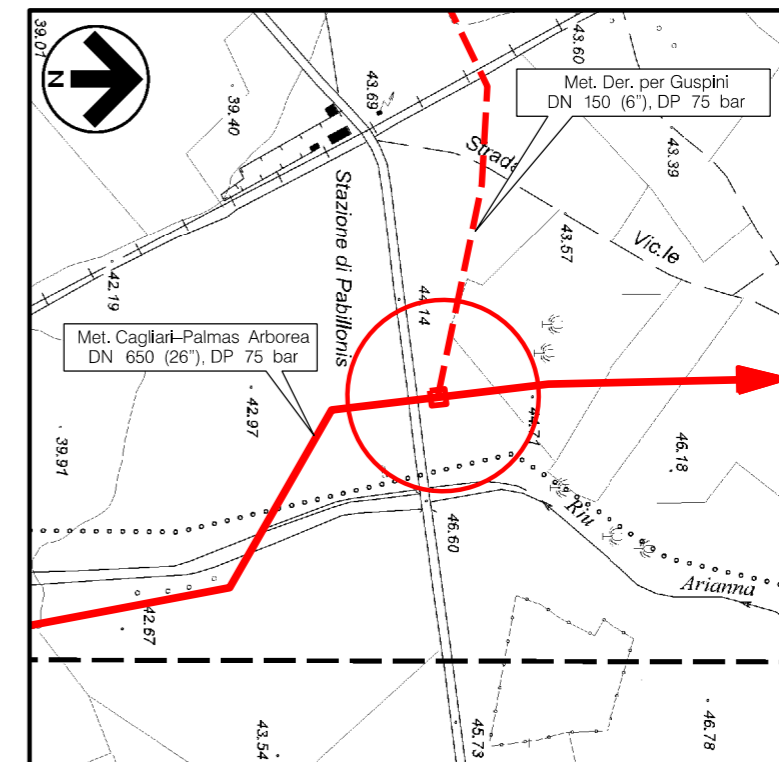 39.01
N
39.40
43.69
43.60
Met. Der. per Guspini
DN 150 (6"), DP 75 bar
43.39
Strada
Vic.le
Stazione di Pabillonis
43.57
42.19
44.14
Met. Cagliari–Palmas Arborea
DN 650 (26"), DP 75 bar
42.97
39.91
44.71
46.18
Riu
Arianna
46.60
42.67
43.54
45.73
46.78